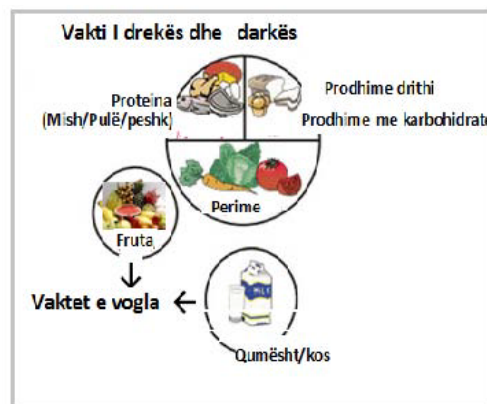 Vakti I drekës dhe darkës
Proteina
(Mish/Pulë/peshk)
Prodhime drithi
Prodhime me karbohidrate
Perime
Fruta
Vaktet e vogla
MILK
Qumësht/kos